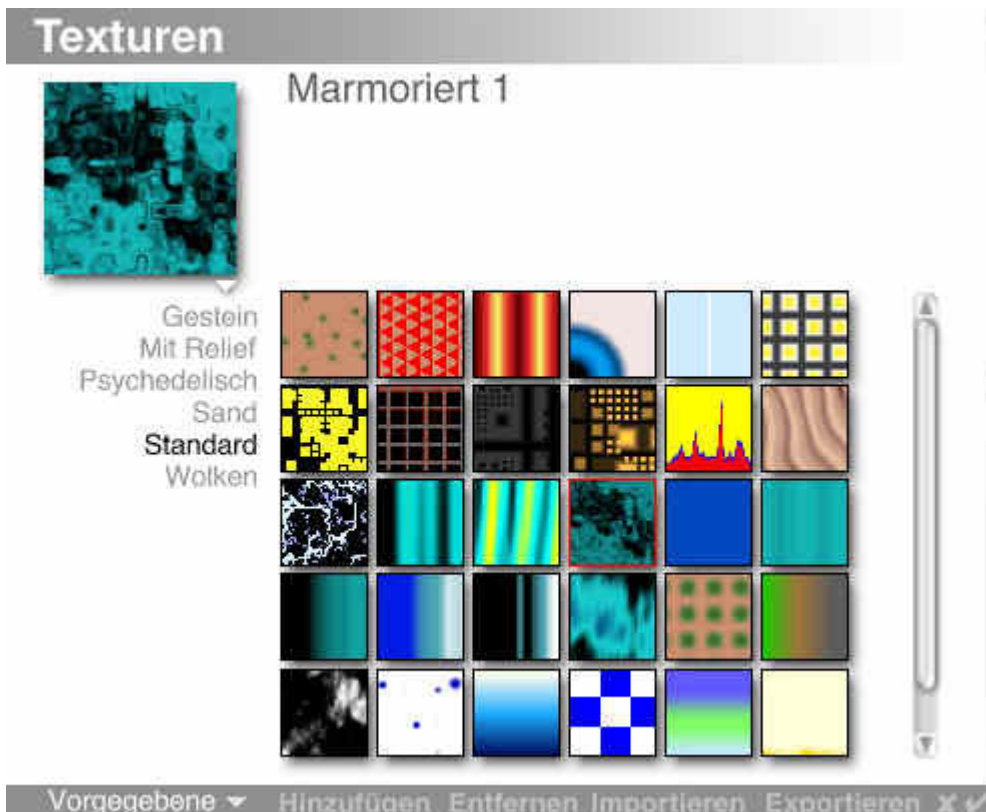 Texturen
Marmoriert 1
Gestein
Mit Relief
Psychedelisch
Sand
Standard
Wolken
Vorgegebene Hinzufügen Entfernen Importieren Exportieren